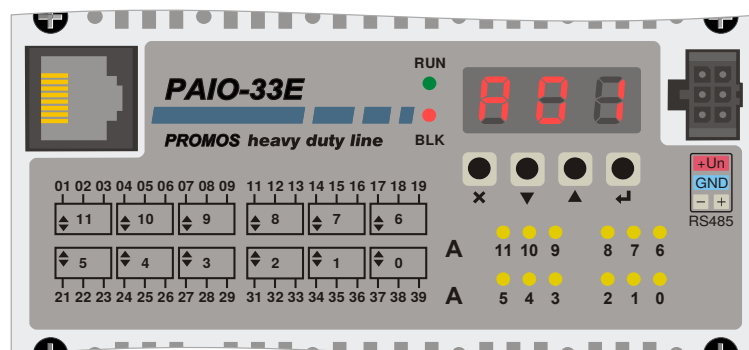 RUN
PAIO-33E
A01
PROMOS heavy duty line
BLK
+Un
GND
− +
RS485
01 02 03 04 05 06 07 08 09 11 12 13 14 15 16 17 18 19
11 10 9 8 7 6
5 4 3 2 1 0
21 22 23 24 25 26 27 28 29 31 32 33 34 35 36 37 38 39
A 11 10 9 8 7 6
A 5 4 3 2 1 0